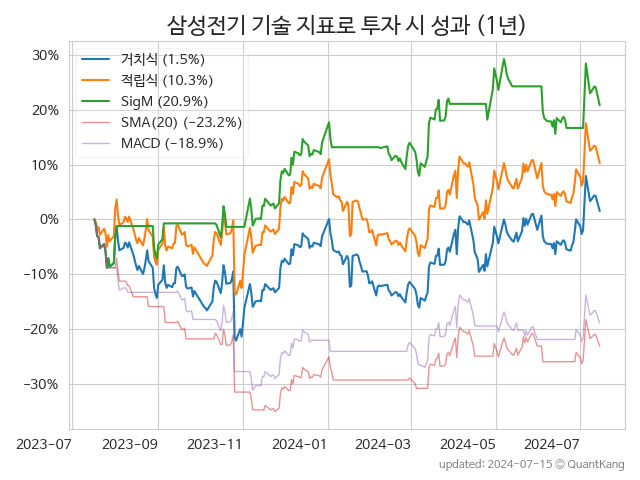 삼성전기 기술 지표로 투자 시 성과 (1년)
거치식 (1.5%)
적립식 (10.3%)
SigM (20.9%)
SMA(20) (−23.2%)
MACD (−18.9%)
30%
20%
10%
0%
−10%
−20%
−30%
2023-07 2023-09 2023-11 2024-01 2024-03 2024-05 2024-07
updated: 2024-07-15 © QuantKang